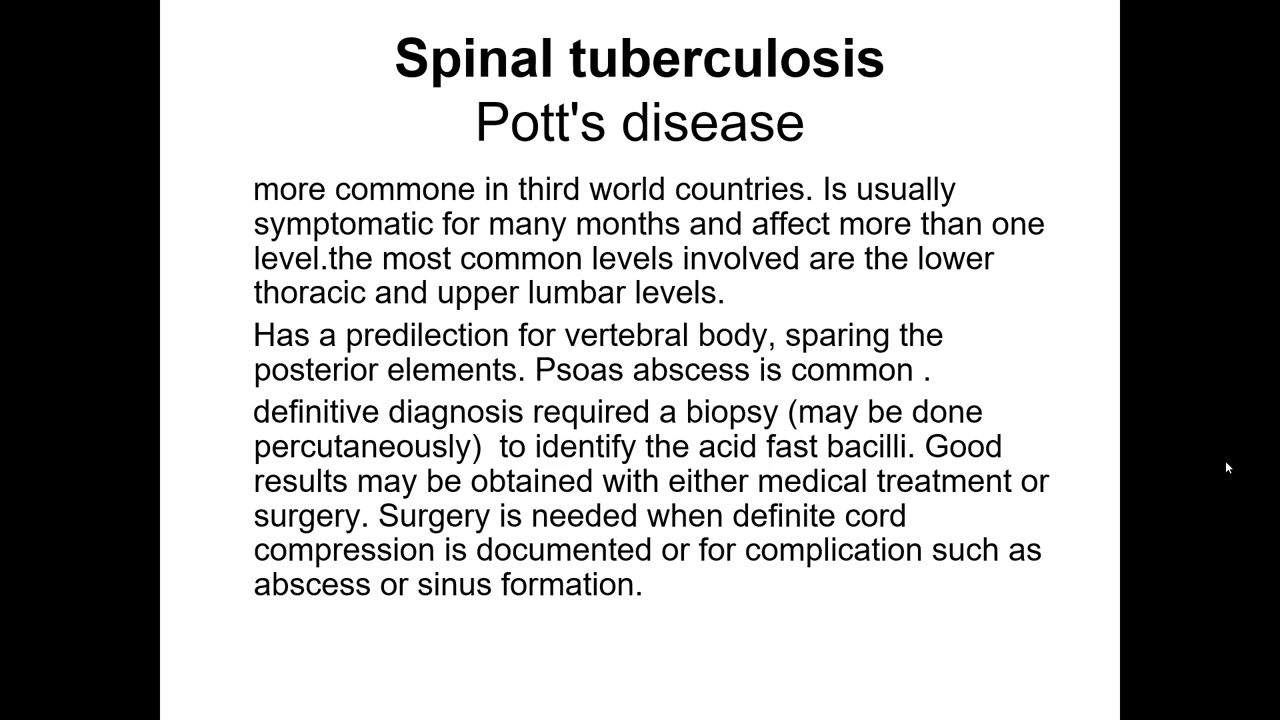 Spinal tuberculosis
Pott's disease
more commone in third world countries. Is usually
symptomatic for many months and affect more than one
level.the most common levels involved are the lower
thoracic and upper lumbar levels.
Has a predilection for vertebral body, sparing the
posterior elements. Psoas abscess is common .
definitive diagnosis required a biopsy (may be done
percutaneously)  to identify the acid fast bacilli. Good
results may be obtained with either medical treatment or
surgery. Surgery is needed when definite cord
compression is documented or for complication such as
abscess or sinus formation.